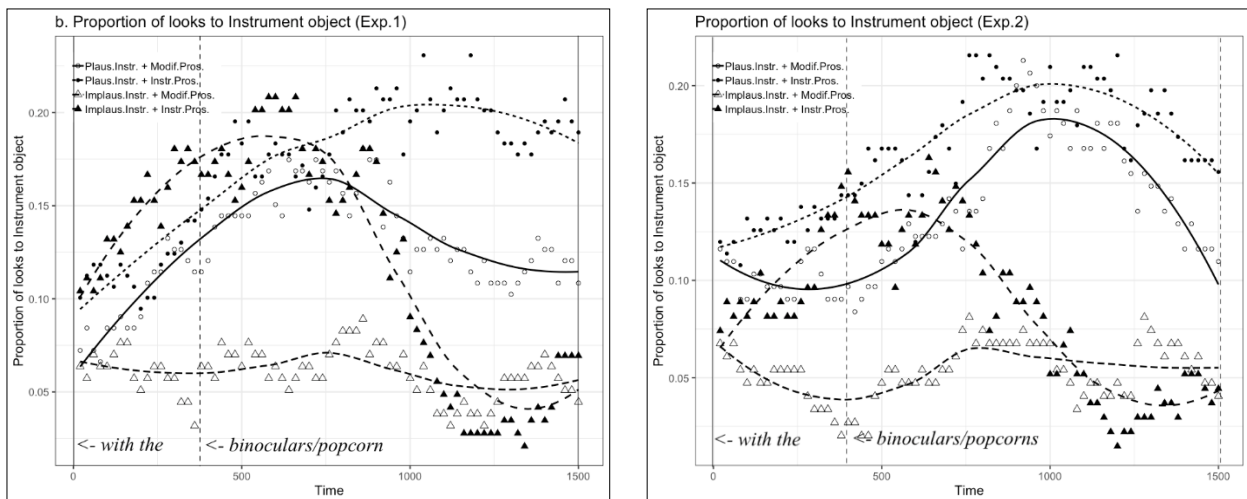 b. Proportion of looks to Instrument object (Exp.1)
Proportion of looks to Instrument object
0.20
0.15
0.10
0.05
○ Plaus.Instr. + Modif.Pros.
● Plaus.Instr. + Instr.Pros.
△ Implaus.Instr. + Modif.Pros.
▲ Implaus.Instr. + Instr.Pros.
<- with the
<- binoculars/popcorn
0
500
1000
1500
Time
Proportion of looks to Instrument object (Exp.2)
Proportion of looks to Instrument object
0.20
0.15
0.10
0.05
○ Plaus.Instr. + Modif.Pros.
● Plaus.Instr. + Instr.Pros.
△ Implaus.Instr. + Modif.Pros.
▲ Implaus.Instr. + Instr.Pros.
<- with the
<- binoculars/popcorns
0
500
1000
1500
Time